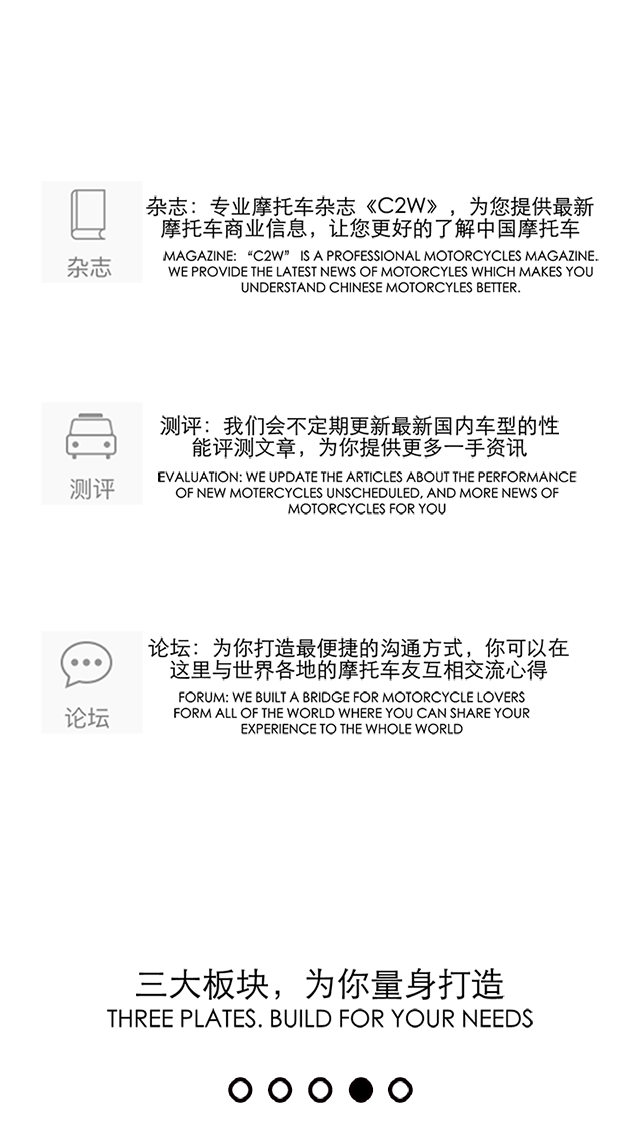 杂志
杂志：专业摩托车杂志《C2W》，为您提供最新
摩托车商业信息，让您更好的了解中国摩托车
MAGAZINE: “C2W” IS A PROFESSIONAL MOTORCYCLES MAGAZINE.
WE PROVIDE THE LATEST NEWS OF MOTORCYLES WHICH MAKES YOU
UNDERSTAND CHINESE MOTORCYLES BETTER.
测评
测评：我们会不定期更新最新国内车型的性
能评测文章，为你提供更多一手资讯
EVALUATION: WE UPDATE THE ARTICLES ABOUT THE PERFORMANCE
OF NEW MOTERCYCLES UNSCHEDULED, AND MORE NEWS OF
MOTORCYCLES FOR YOU
论坛
论坛：为你打造最便捷的沟通方式，你可以在
这里与世界各地的摩托车友互相交流心得
FORUM: WE BUILT A BRIDGE FOR MOTORCYCLE LOVERS
FORM ALL OF THE WORLD WHERE YOU CAN SHARE YOUR
EXPERIENCE TO THE WHOLE WORLD
三大板块，为你量身打造
THREE PLATES. BUILD FOR YOUR NEEDS